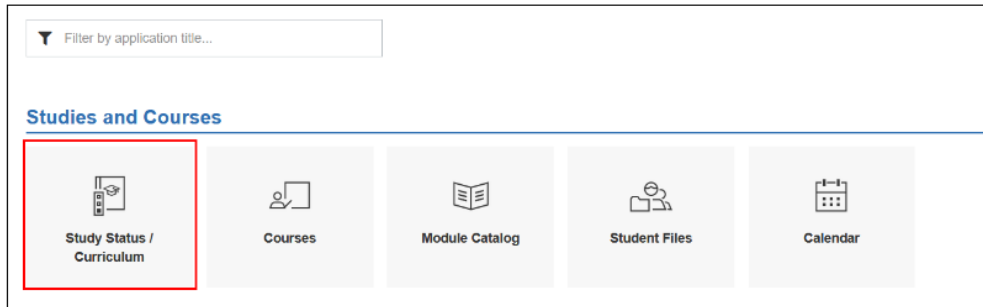 Filter by application title...
Studies and Courses
Study Status /
Curriculum
Courses
Module Catalog
Student Files
Calendar